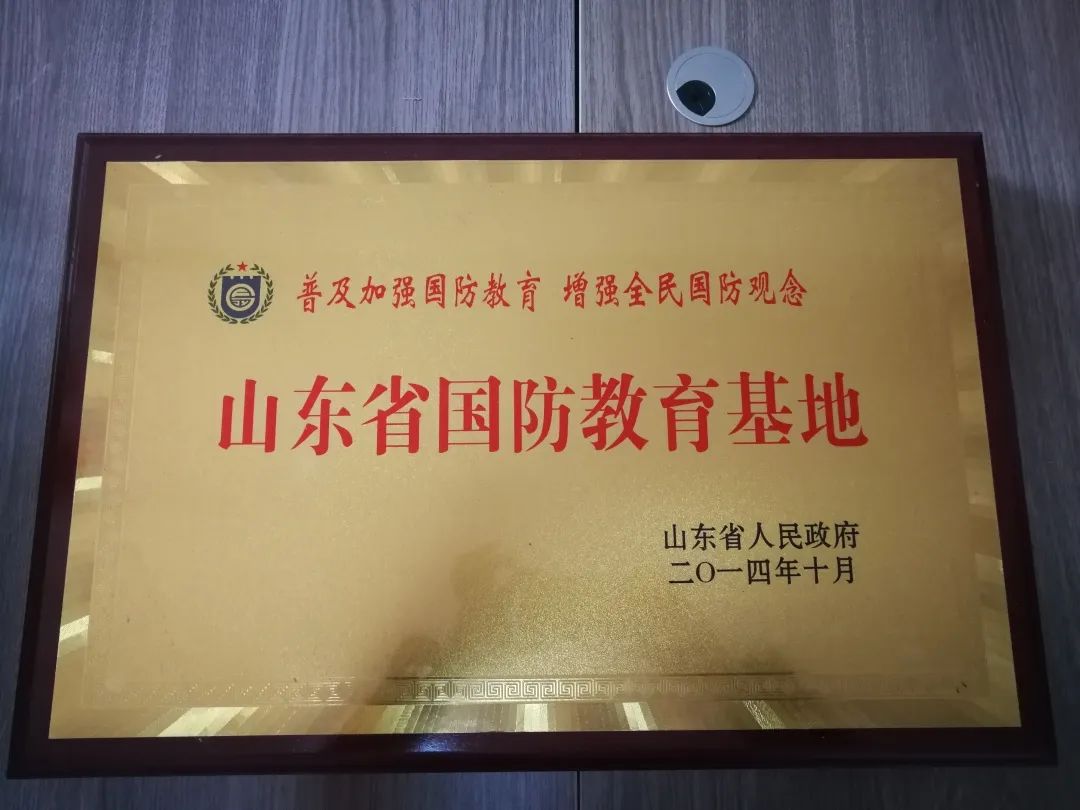 普及加强国防教育 增强全民国防观念
山东省国防教育基地
山东省人民政府
二〇一四年十月